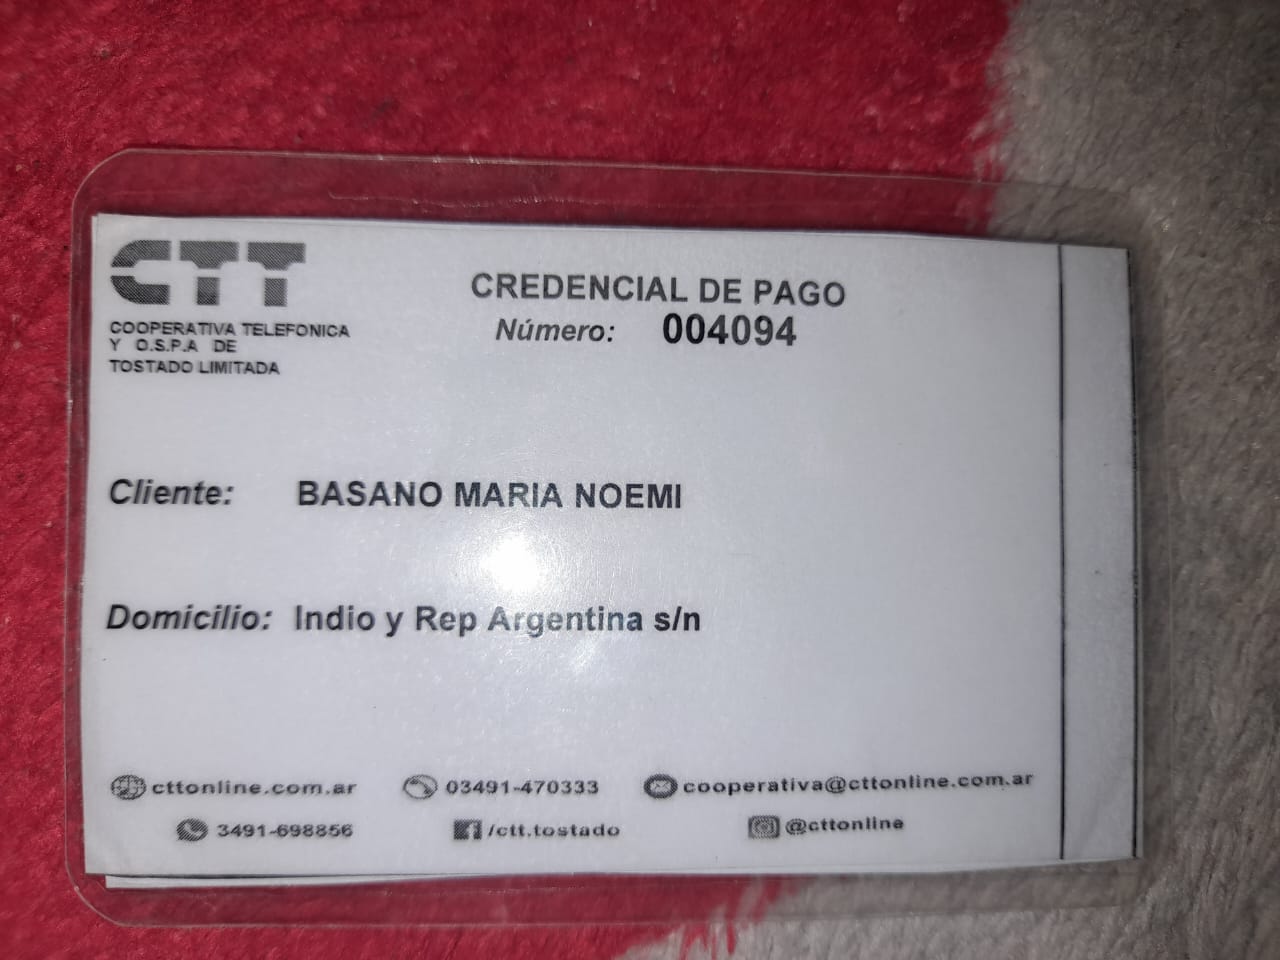 CTT
COOPERATIVA TELEFONICA
Y O.S.P.A DE
TOSTADO LIMITADA
CREDENCIAL DE PAGO
Número: 004094
Cliente: BASANO MARIA NOEMI
Domicilio: Indio y Rep Argentina s/n
cttonline.com.ar 03491-470333 cooperativa@cttonline.com.ar
3491-698856 /ctt.tostado @cttonline